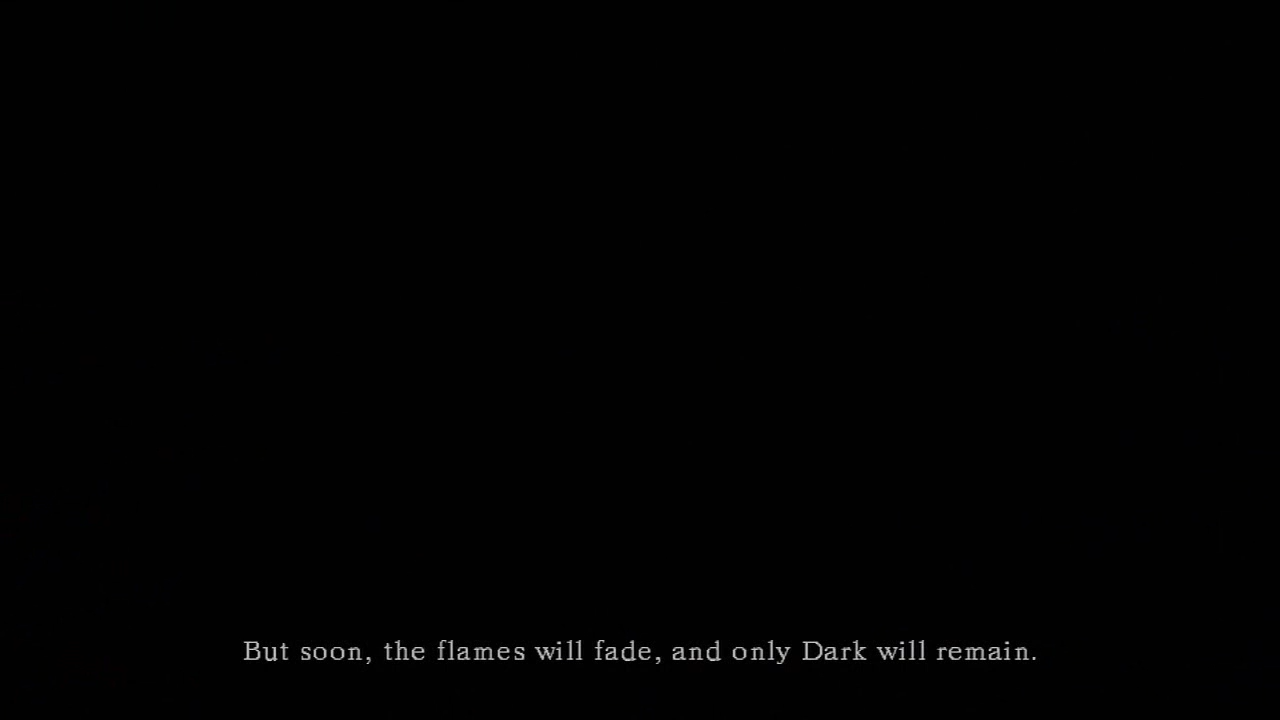 But soon, the flames will fade, and only Dark will remain.